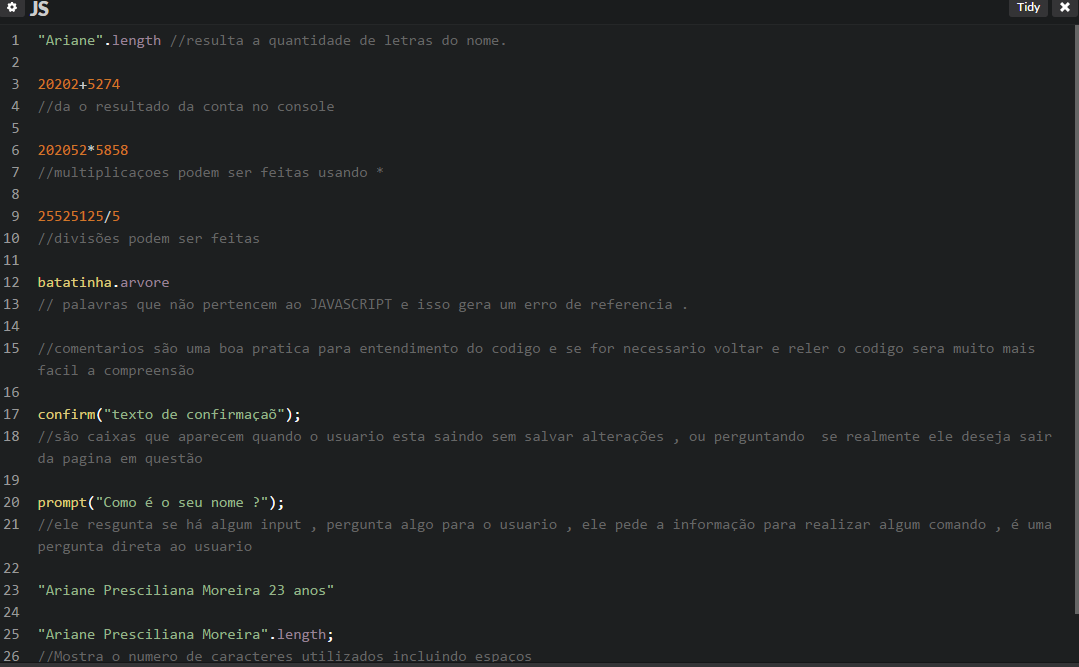 JS
Tidy
1 "Ariane".length //resulta a quantidade de letras do nome.
2
3 20202+5274
4 //da o resultado da conta no console
5
6 202052*5858
7 //multiplicaçoes podem ser feitas usando *
8
9 25525125/5
10 //divisões podem ser feitas
11
12 batatinha.arvore
13 // palavras que não pertencem ao JAVASCRIPT e isso gera um erro de referencia .
14
15 //comentarios são uma boa pratica para entendimento do codigo e se for necessario voltar e reler o codigo sera muito mais
facil a compreensão
16
17 confirm("texto de confirmaçaõ");
18 //são caixas que aparecem quando o usuario esta saindo sem salvar alterações , ou perguntando  se realmente ele deseja sair
da pagina em questão
19
20 prompt("Como é o seu nome ?");
21 //ele resgunta se há algum input , pergunta algo para o usuario , ele pede a informação para realizar algum comando , é uma
pergunta direta ao usuario
22
23 "Ariane Presciliana Moreira 23 anos"
24
25 "Ariane Presciliana Moreira".length;
26 //Mostra o numero de caracteres utilizados incluindo espaços